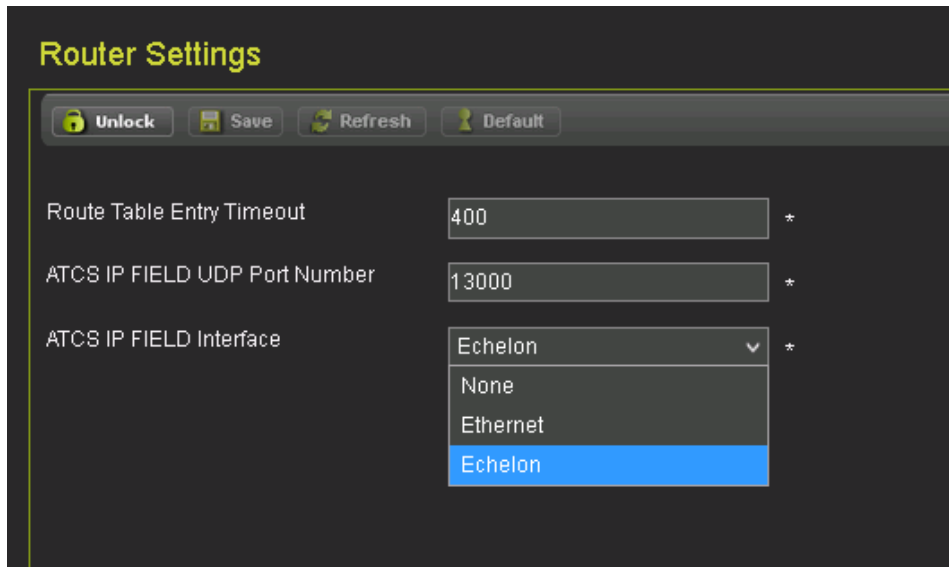 Router Settings
Unlock Save Refresh Default
Route Table Entry Timeout 400 *
ATCS IP FIELD UDP Port Number 13000 *
ATCS IP FIELD Interface Echelon *
None
Ethernet
Echelon